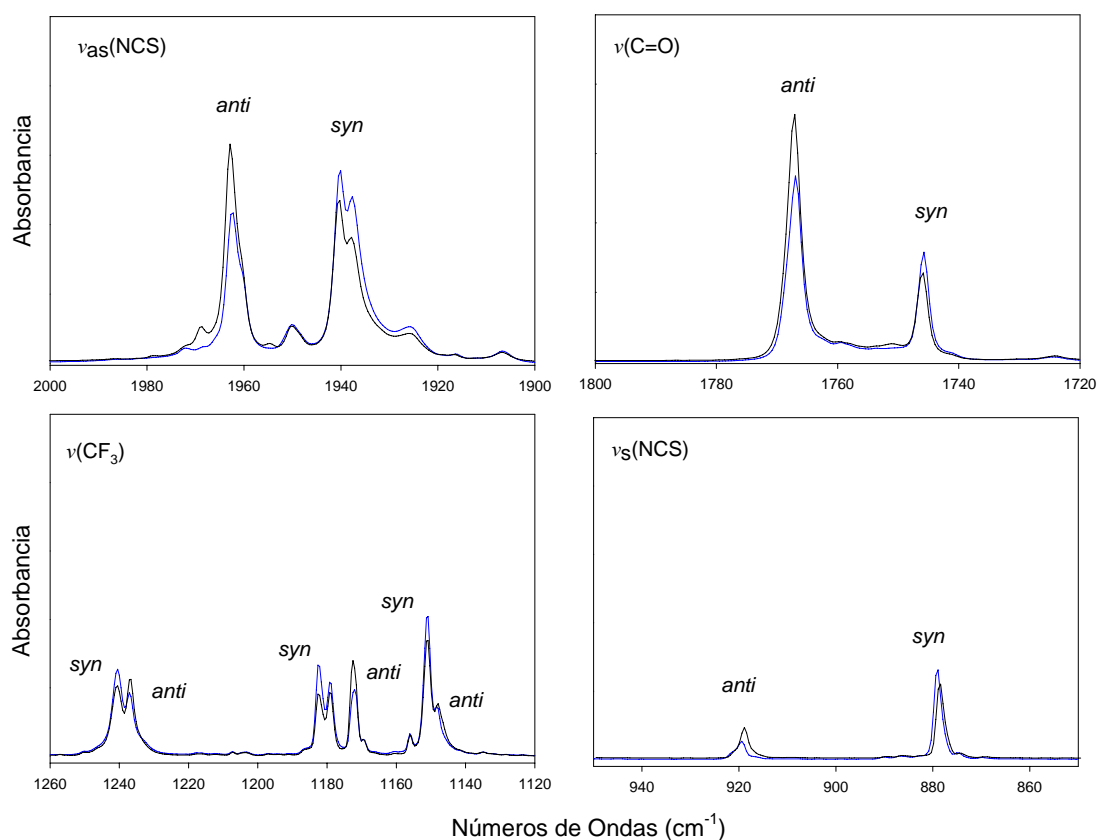 νas(NCS)
anti
syn
Absorbancia
2000 1980 1960 1940 1920 1900
ν(C=O)
anti
syn
1800 1780 1760 1740 1720
ν(CF3)
syn
anti
syn
anti
syn
anti
Absorbancia
1260 1240 1220 1200 1180 1160 1140 1120
νs(NCS)
anti
syn
920 900 880 860
Números de Ondas (cm-1)